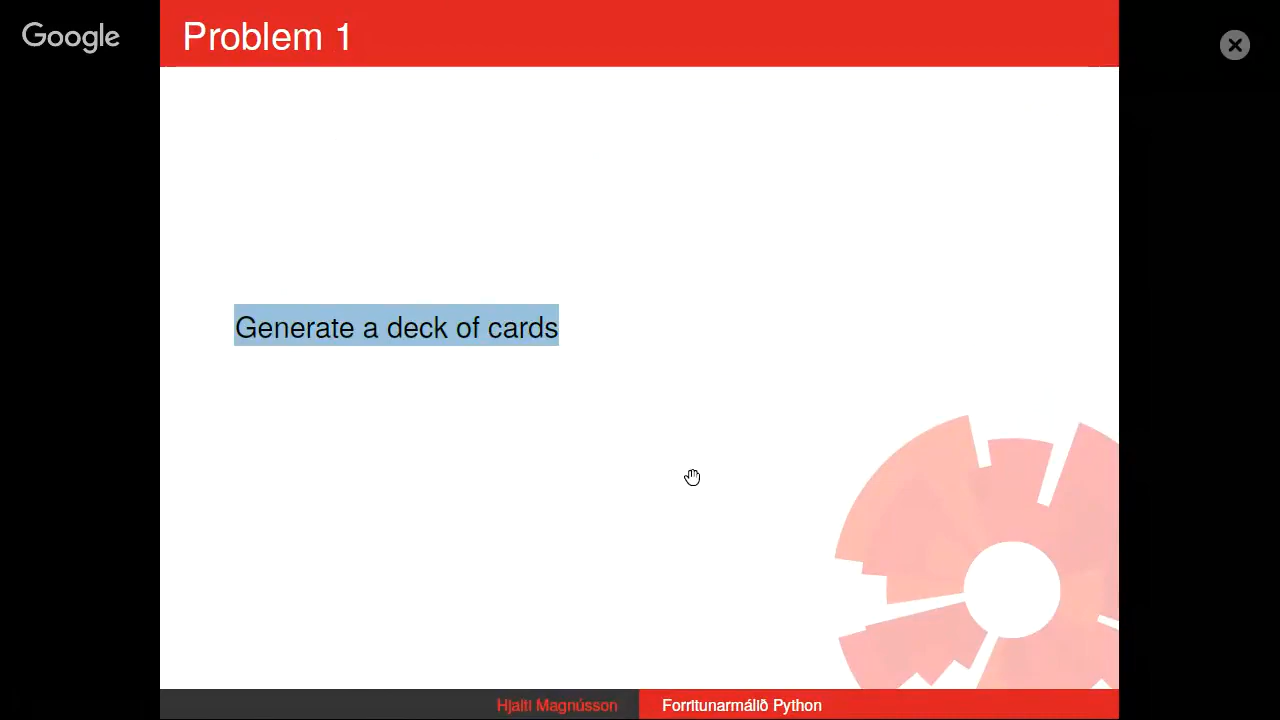 Google
Problem 1
Generate a deck of cards
Hjalti Magnússon
Forritunarmálið Python